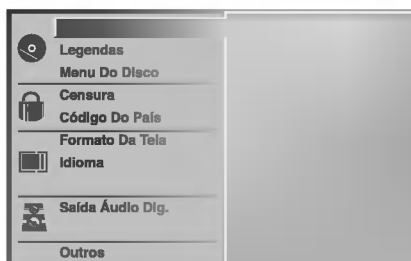 Legendas
Menu Do Disco
Censura
Código Do País
Formato Da Tela
Idioma
Saída Áudio Dig.
Outros